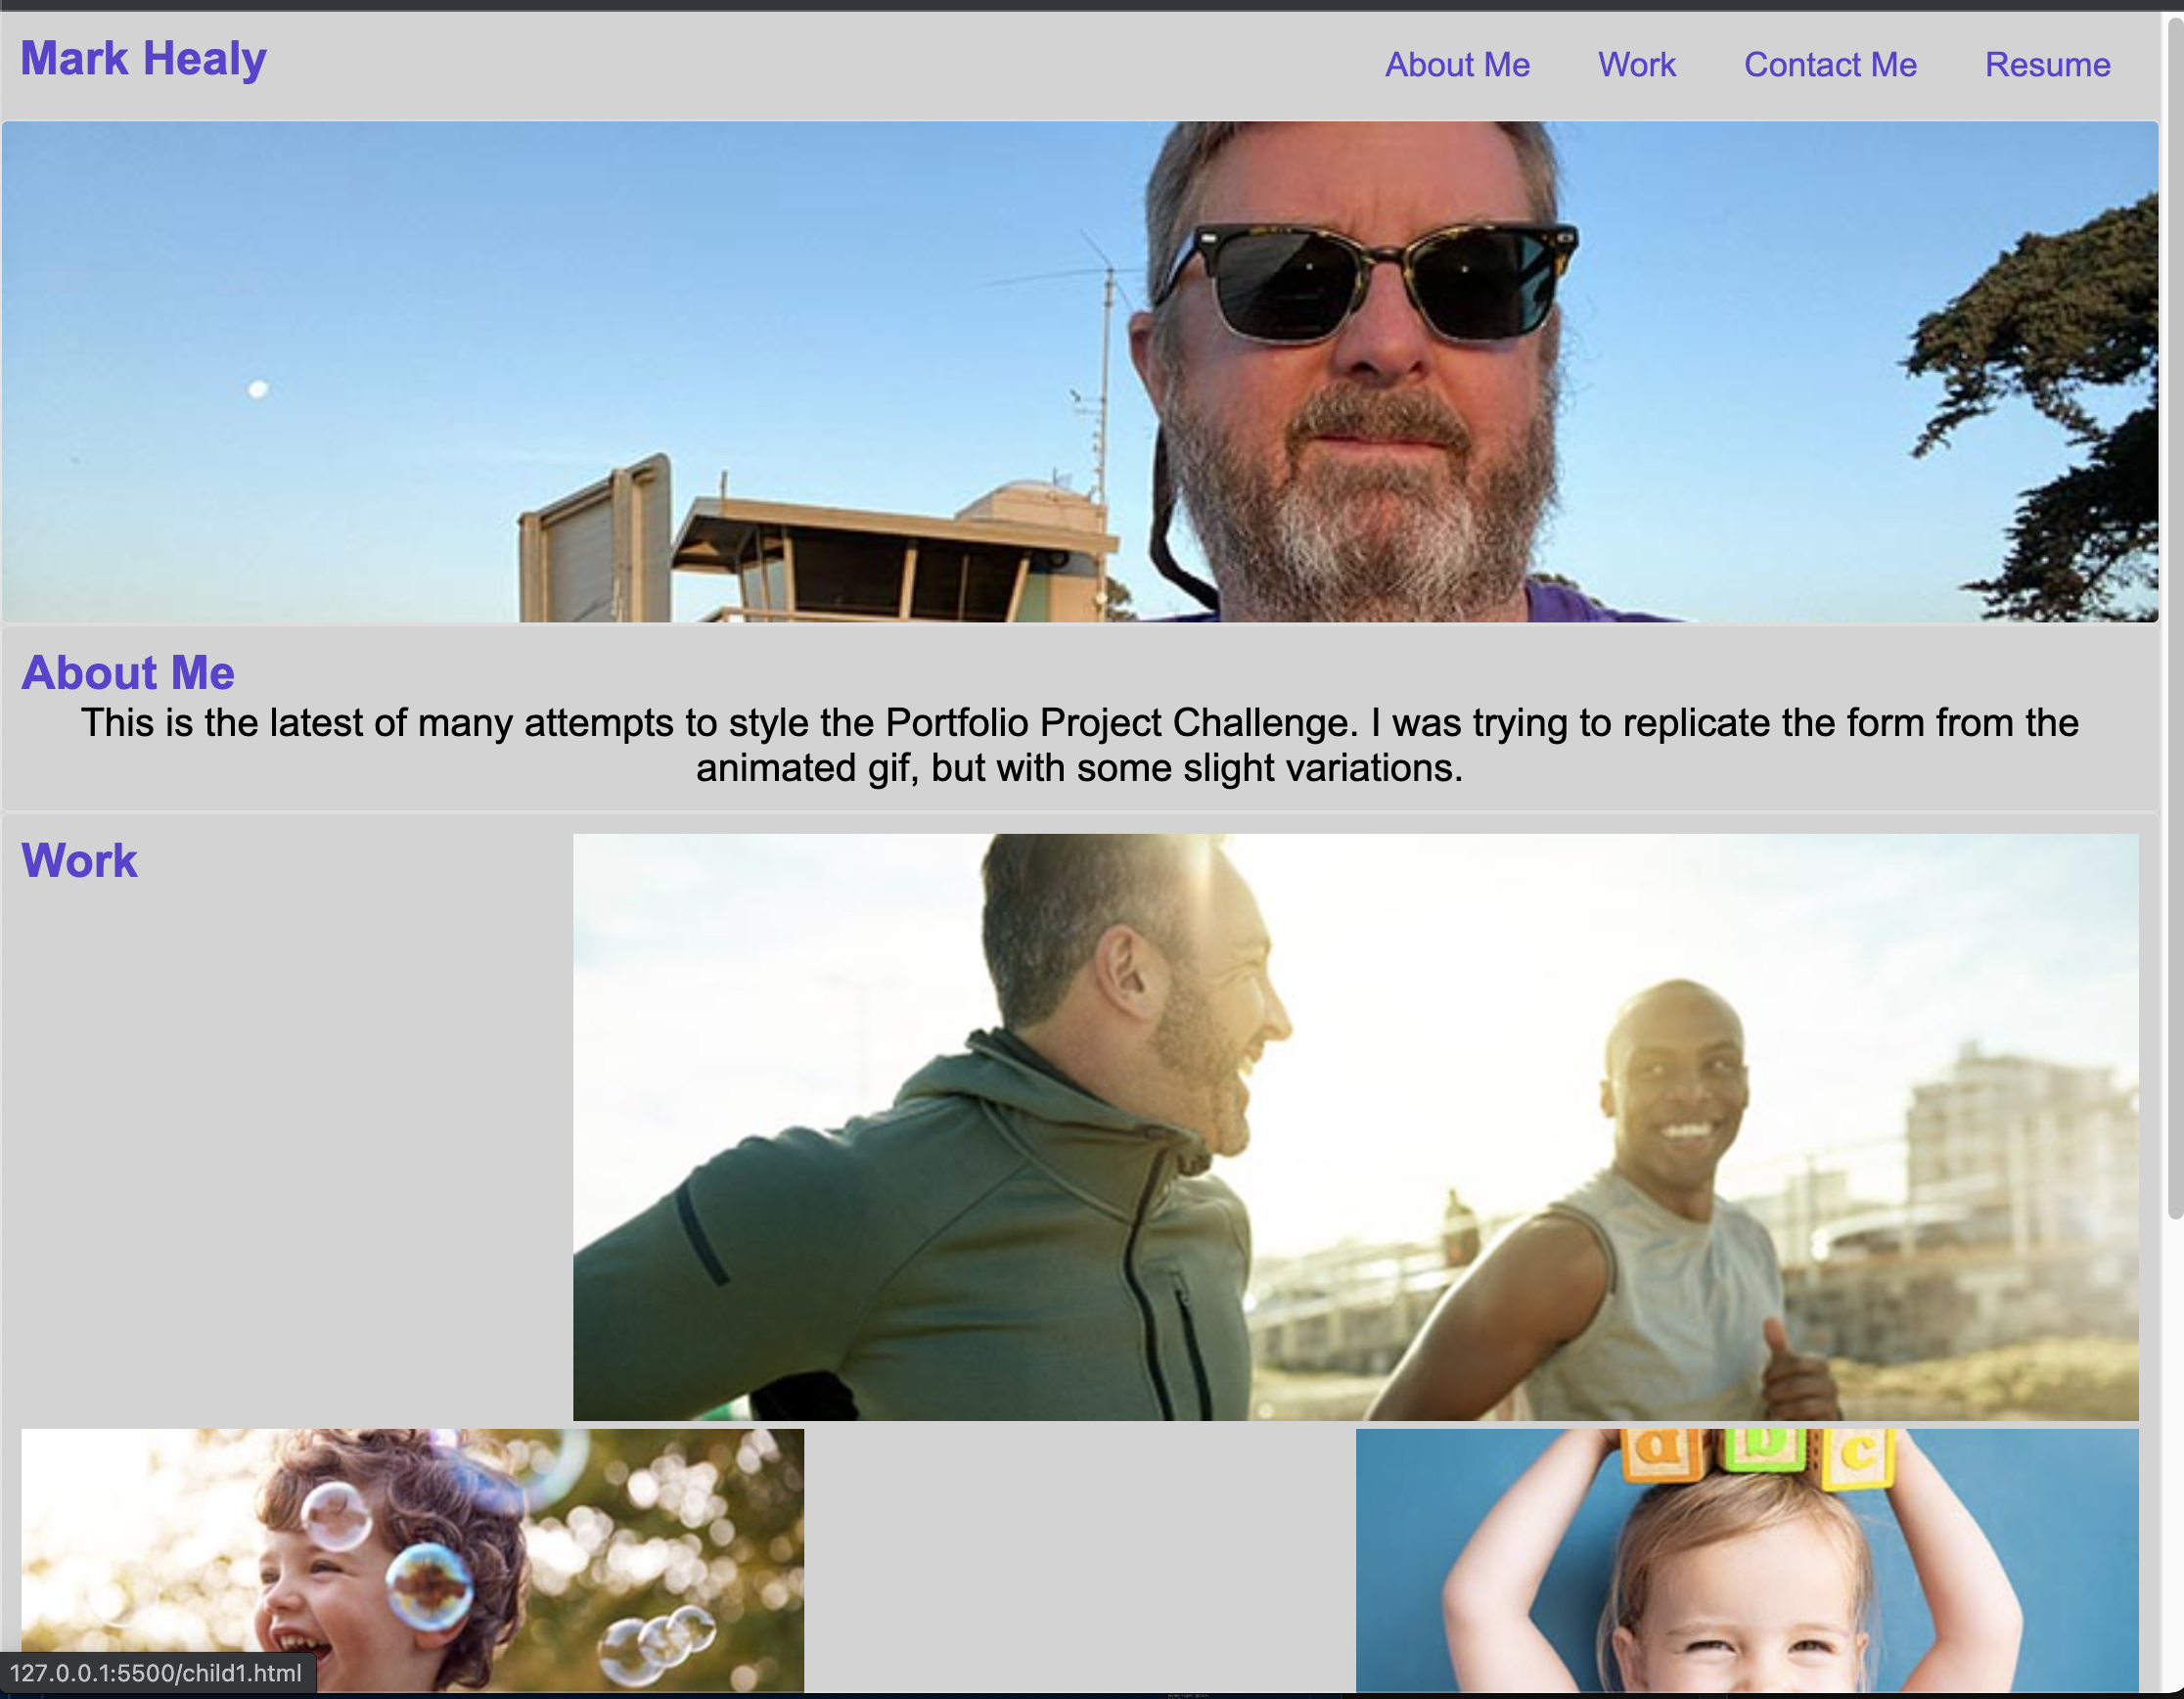 Mark Healy
About Me Work Contact Me Resume
About Me
This is the latest of many attempts to style the Portfolio Project Challenge. I was trying to replicate the form from the
animated gif, but with some slight variations.
Work
a b c
127.0.0.1:5500/child1.html